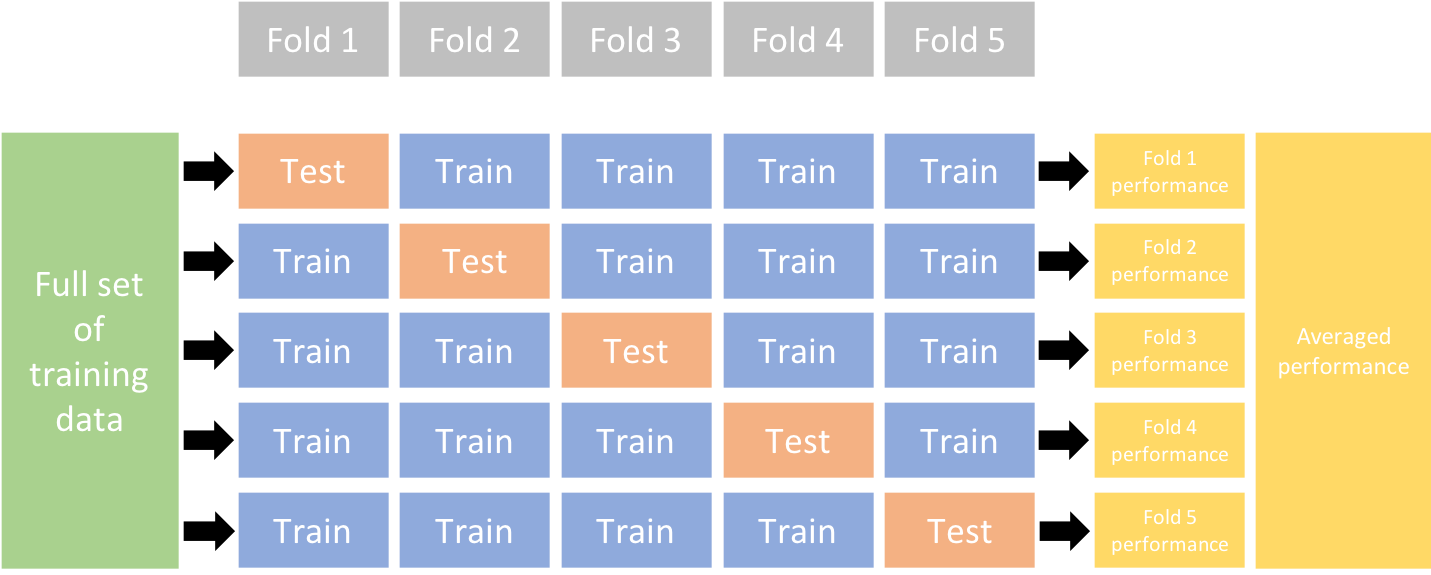 Fold 1 Fold 2 Fold 3 Fold 4 Fold 5
Full set
of
training
data
Test Train Train Train Train
Fold 1
performance
Train Test Train Train Train
Fold 2
performance
Train Train Test Train Train
Fold 3
performance
Train Train Train Test Train
Fold 4
performance
Train Train Train Train Test
Fold 5
performance
Averaged
performance